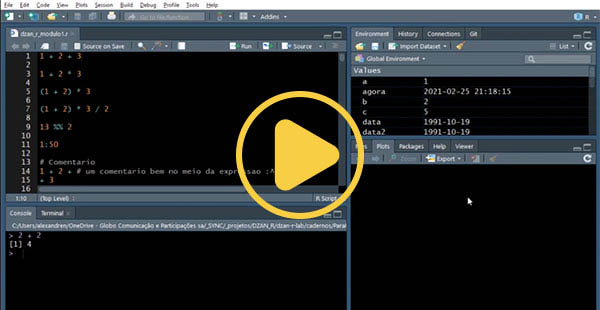 File Edit Code View Plots Session Build Debug Profile Tools Help
Go to file/function
Addins
R
dzan_r_modulo1.r
Source on Save
Run
Source
1 1 + 2 + 3
2
3 1 + 2 * 3
4
5 (1 + 2) * 3
6
7 (1 + 2) * 3 / 2
8
9 13 %% 2
10
11 1:50
12
13 # Comentario
14 1 + 2 + # um comentario bem no meio da expressao :^
15 + 3
16
1:10 (Top Level) R Script
Console Terminal
C:/Users/alexandren/OneDrive - Globo Comunicação e Participações sa/_SYNC/_projetos/DZAN_R/dzan-r-lab/cadernos/Paral
> 2 + 2
[1] 4
>
Environment History Connections Git
Import Dataset List
Global Environment
Values
a 1
agora 2021-02-25 21:18:15
b 2
c 5
data 1991-10-19
data2 1991-10-19
Plots Packages Help Viewer
Zoom Export